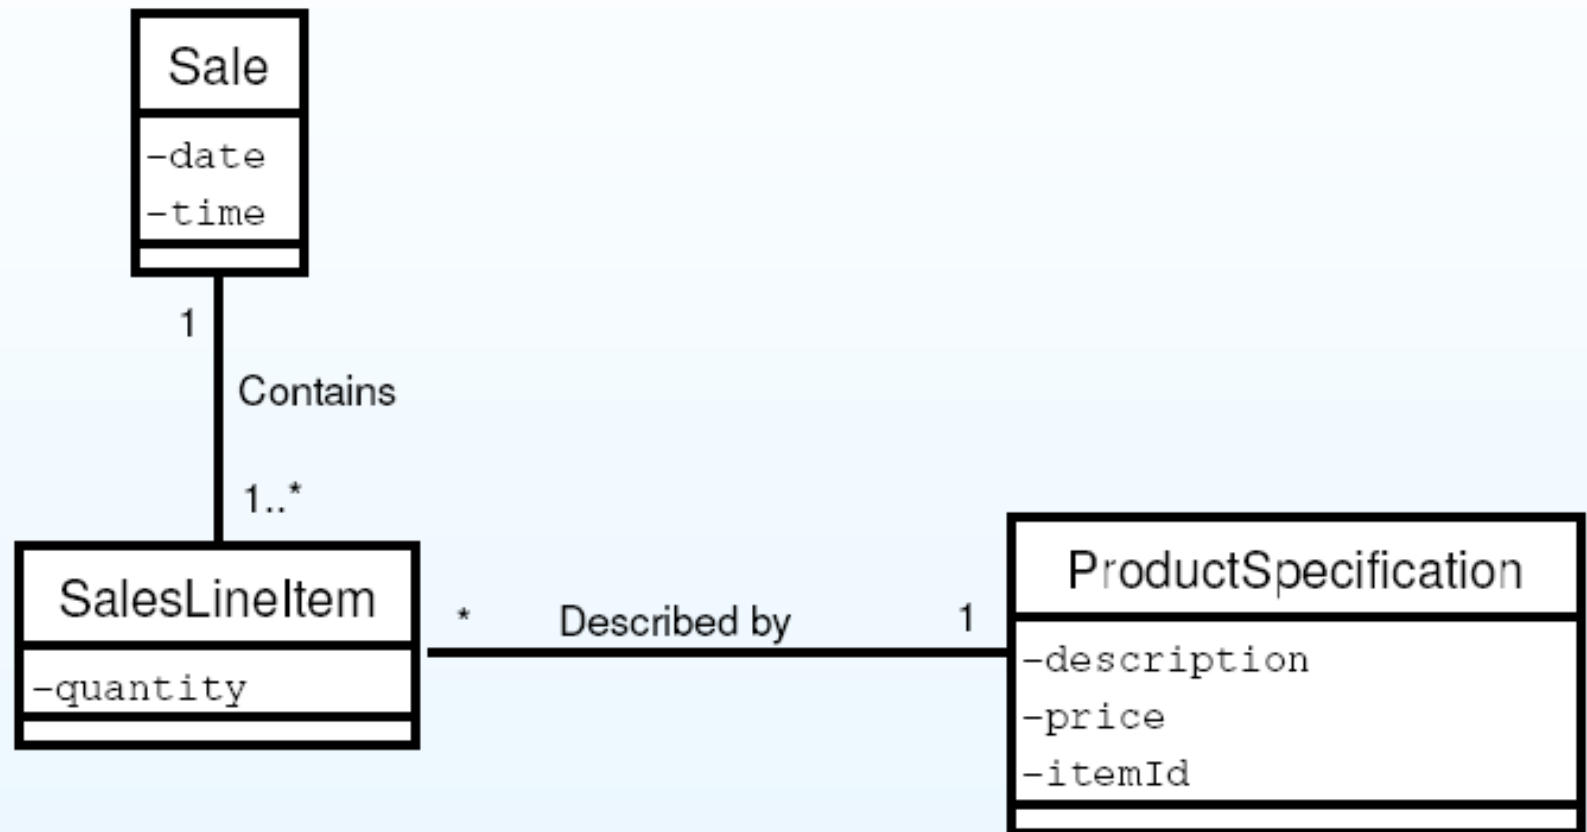 Sale
-date
-time
1
Contains
1..*
SalesLineItem
-quantity
* Described by 1
ProductSpecification
-description
-price
-itemId